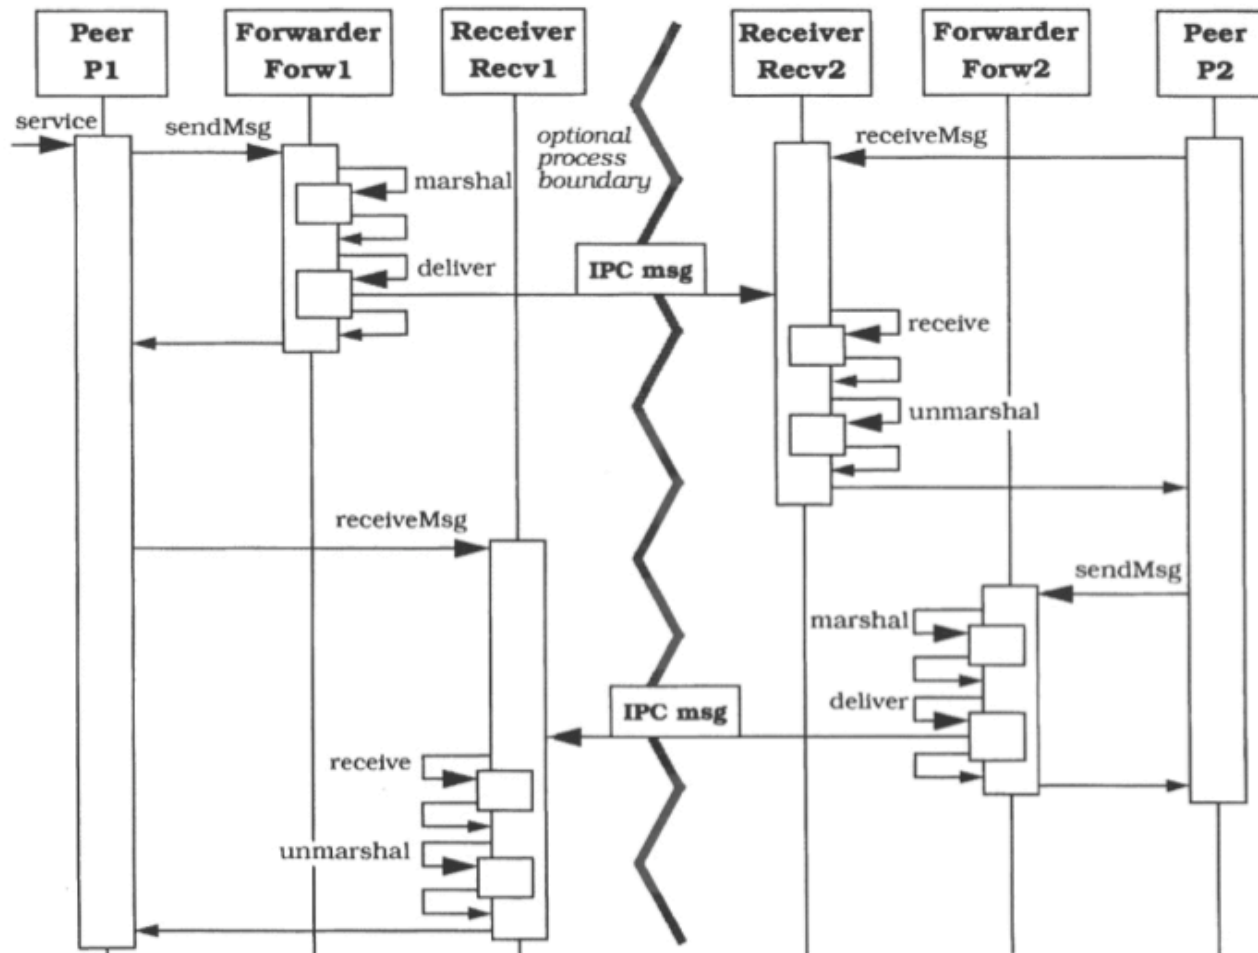 Peer
P1
Forwarder
Forw1
Receiver
Recv1
Receiver
Recv2
Forwarder
Forw2
Peer
P2
service
sendMsg
optional
process
boundary
receiveMsg
marshal
deliver
IPC msg
receive
unmarshal
receiveMsg
sendMsg
marshal
deliver
IPC msg
receive
unmarshal